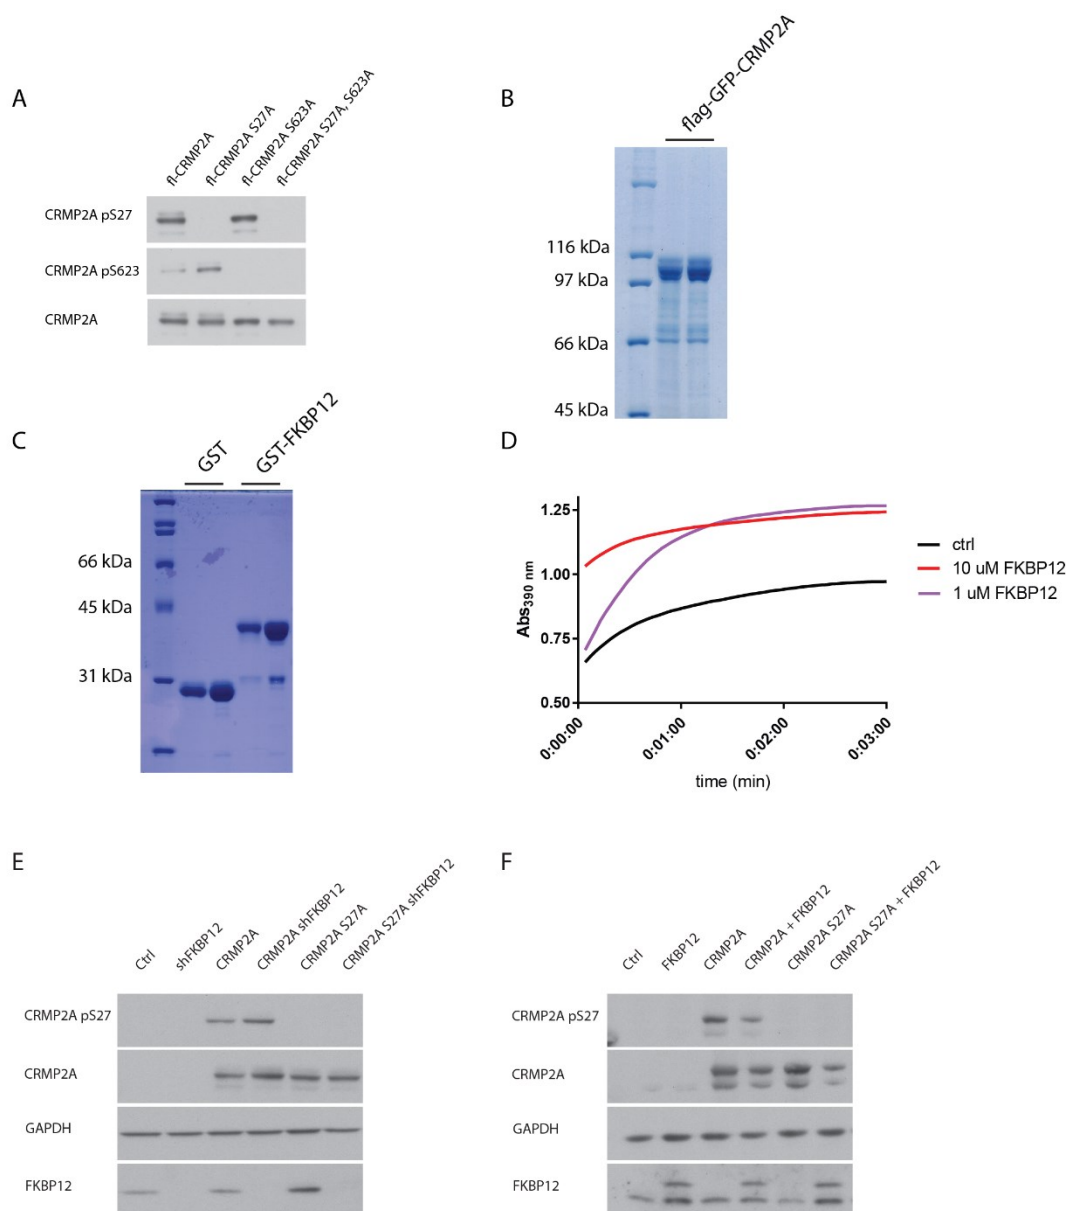 A
fl-CRMP2A
fl-CRMP2A S27A
fl-CRMP2A S623A
fl-CRMP2A S27A, S623A
CRMP2A pS27
CRMP2A pS623
CRMP2A
B
flag-GFP-CRMP2A
116 kDa
97 kDa
66 kDa
45 kDa
C
GST
GST-FKBP12
66 kDa
45 kDa
31 kDa
D
1.25
1.00
0.75
0.50
Abs390 nm
0:00:00
0:01:00
0:02:00
0:03:00
time (min)
ctrl
10 uM FKBP12
1 uM FKBP12
E
Ctrl
shFKBP12
CRMP2A
CRMP2A shFKBP12
CRMP2A S27A
CRMP2A S27A shFKBP12
CRMP2A pS27
CRMP2A
GAPDH
FKBP12
F
Ctrl
FKBP12
CRMP2A
CRMP2A + FKBP12
CRMP2A S27A
CRMP2A S27A + FKBP12
CRMP2A pS27
CRMP2A
GAPDH
FKBP12